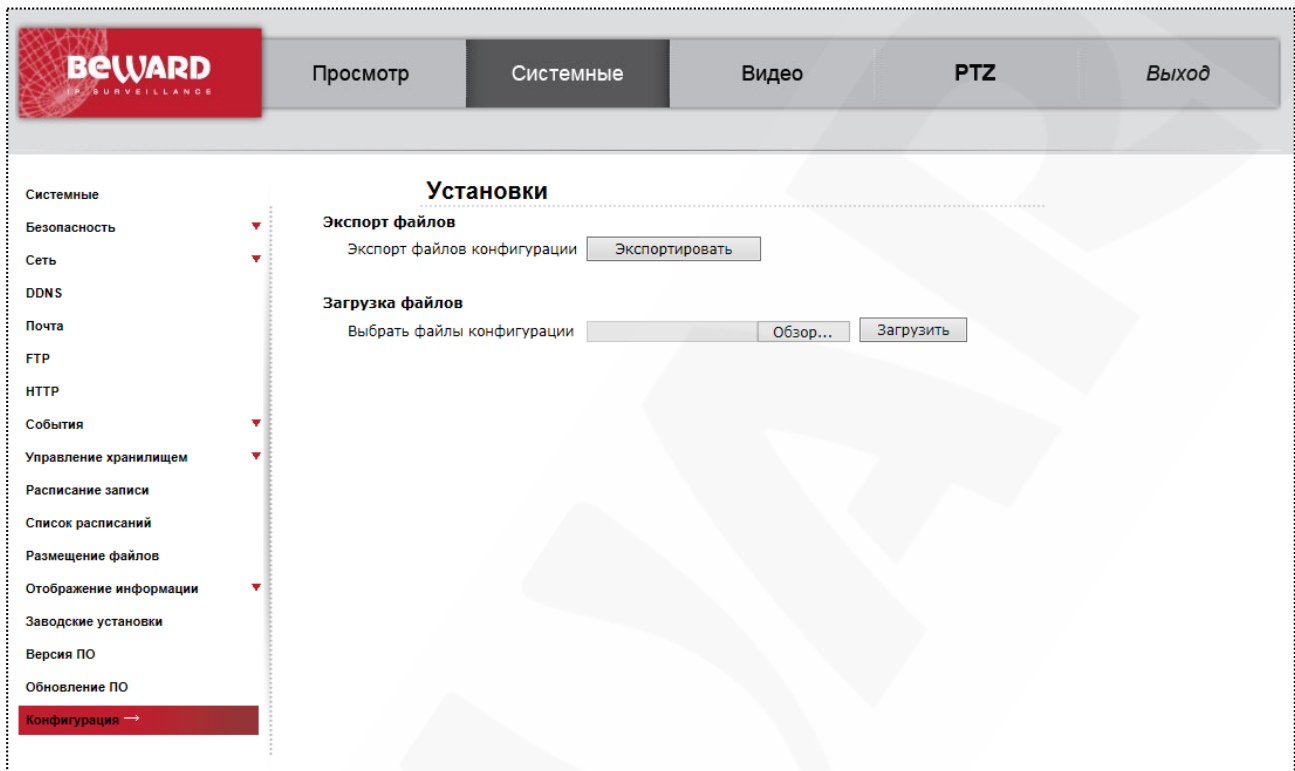 BEWARD
IP SURVEILLANCE
Просмотр
Системные
Видео
PTZ
Выход
Системные
Безопасность
Сеть
DDNS
Почта
FTP
HTTP
События
Управление хранилищем
Расписание записи
Список расписаний
Размещение файлов
Отображение информации
Заводские установки
Версия ПО
Обновление ПО
Конфигурация →
Установки
Экспорт файлов
Экспорт файлов конфигурации Экспортировать
Загрузка файлов
Выбрать файлы конфигурации Обзор... Загрузить